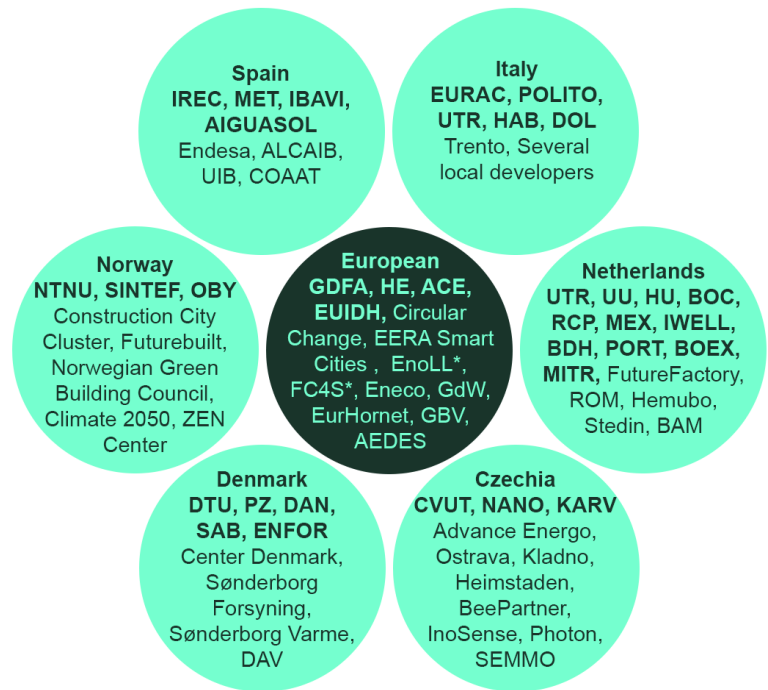 Spain
IREC, MET, IBAVI,
AIGUASOL
Endesa, ALCAIB,
UIB, COAAT
Italy
EURAC, POLITO,
UTR, HAB, DOL
Trento, Several
local developers
Norway
NTNU, SINTEF, OBY
Construction City
Cluster, Futurebuilt,
Norwegian Green
Building Council,
Climate 2050, ZEN
Center
European
GDFA, HE, ACE,
EUIDH, Circular
Change, EERA Smart
Cities , EnoLL*,
FC4S*, Eneco, GdW,
EurHornet, GBV,
AEDES
Netherlands
UTR, UU, HU, BOC,
RCP, MEX, IWELL,
BDH, PORT, BOEX,
MITR, FutureFactory,
ROM, Hemubo,
Stedin, BAM
Denmark
DTU, PZ, DAN,
SAB, ENFOR
Center Denmark,
Sønderborg
Forsyning,
Sønderborg Varme,
DAV
Czechia
CVUT, NANO, KARV
Advance Energo,
Ostrava, Kladno,
Heimstaden,
BeePartner,
InoSense, Photon,
SEMMO